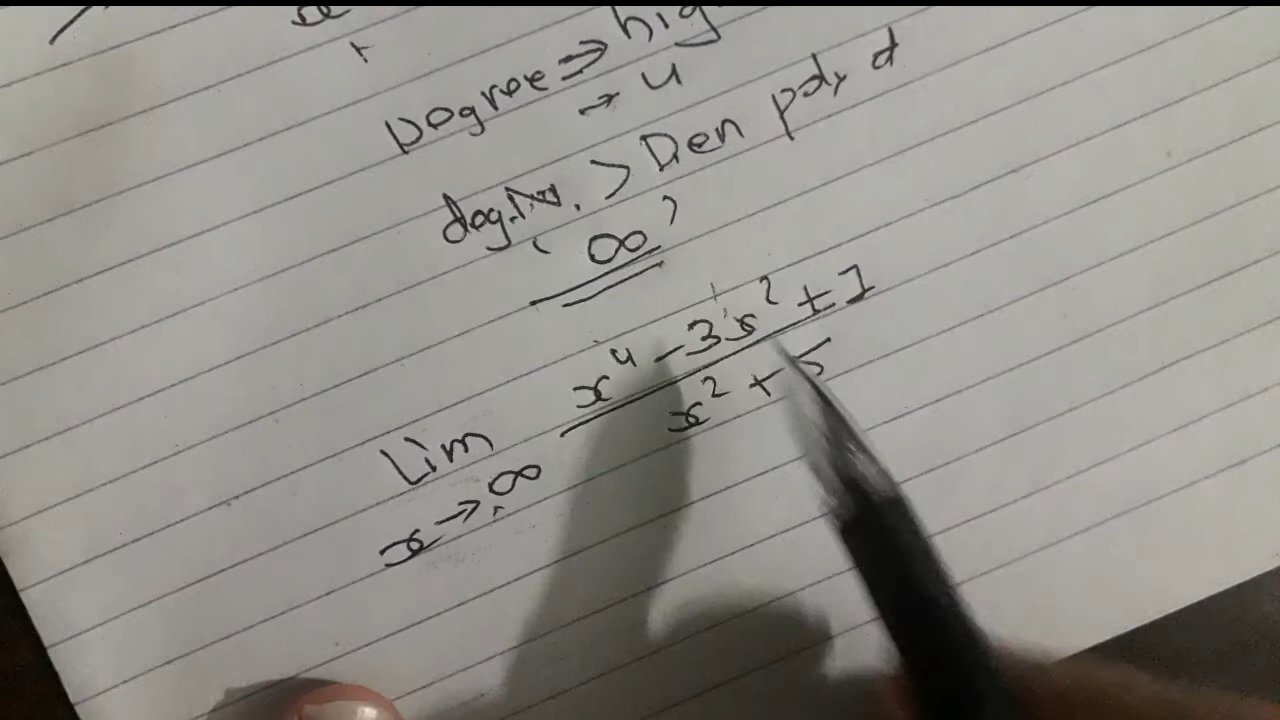 Degree ⇒ hig
→ 4
deg.Nr. > Den poly d
( ∞ )
Lim x→∞ (x⁴ - 3x² + 1) / (x² + 5)